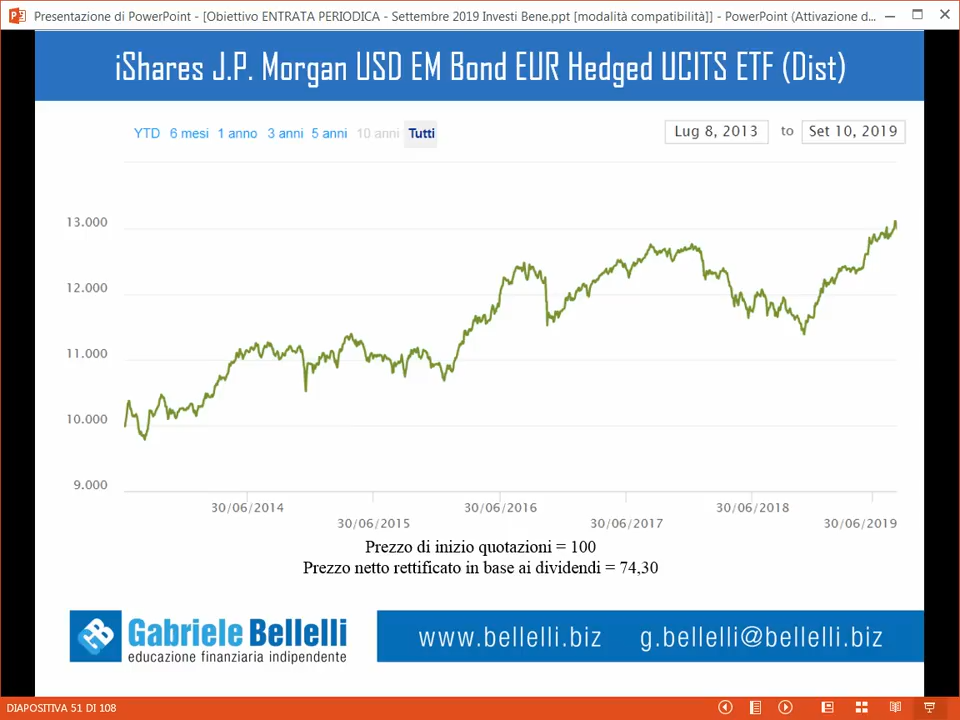 Presentazione di PowerPoint - [Obiettivo ENTRATA PERIODICA - Settembre 2019 Investi Bene.ppt [modalità compatibilità]] - PowerPoint (Attivazione d...
iShares J.P. Morgan USD EM Bond EUR Hedged UCITS ETF (Dist)
YTD 6 mesi 1 anno 3 anni 5 anni 10 anni Tutti
Lug 8, 2013 to Set 10, 2019
13.000
12.000
11.000
10.000
9.000
30/06/2014
30/06/2015
30/06/2016
30/06/2017
30/06/2018
30/06/2019
Prezzo di inizio quotazioni = 100
Prezzo netto rettificato in base ai dividendi = 74,30
Gabriele Bellelli
educazione finanziaria indipendente
www.bellelli.biz g.bellelli@bellelli.biz
DIAPOSITIVA 51 DI 108